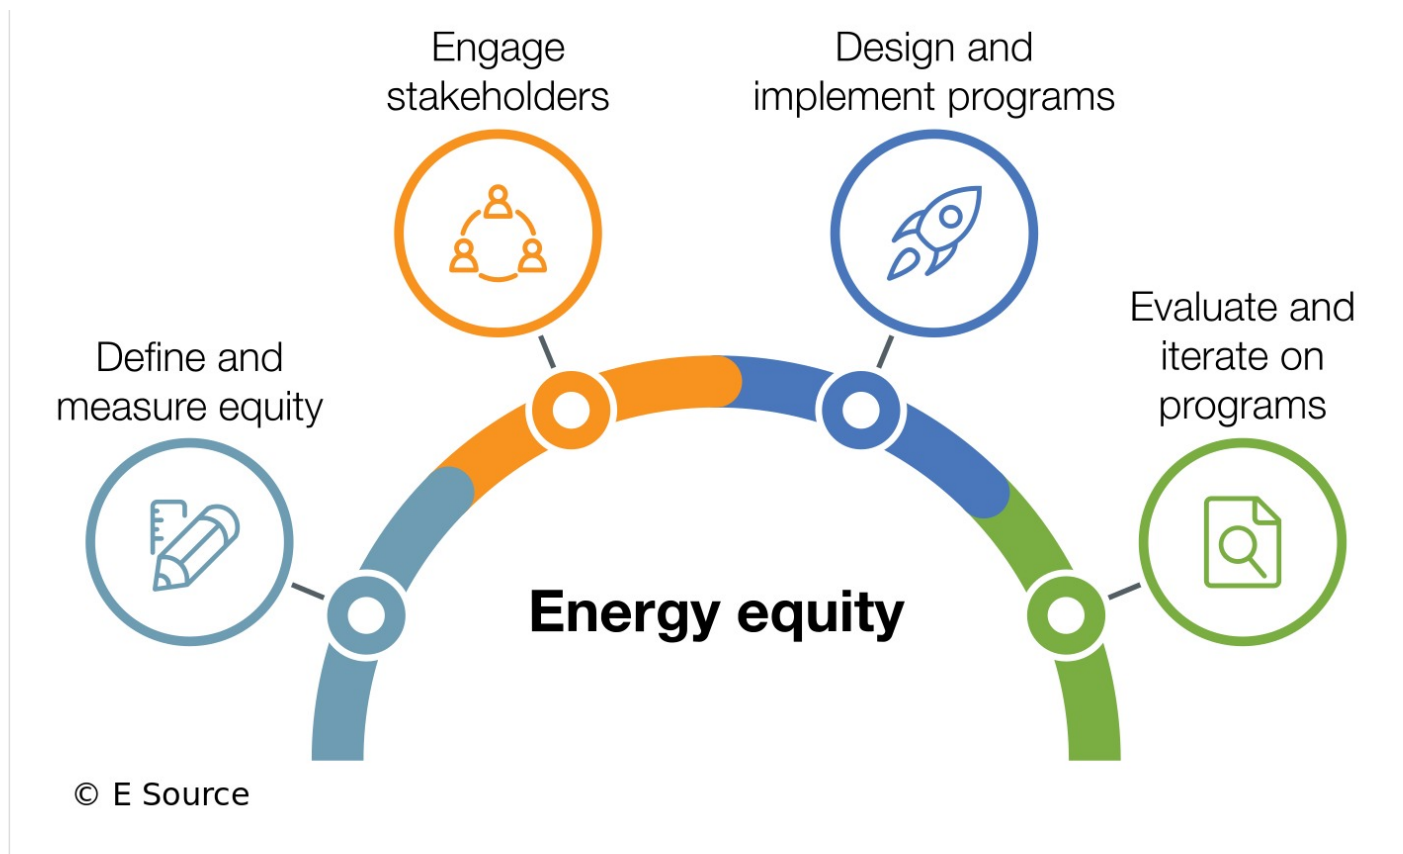 Engage
stakeholders
Design and
implement programs
Define and
measure equity
Evaluate and
iterate on
programs
Energy equity
© E Source